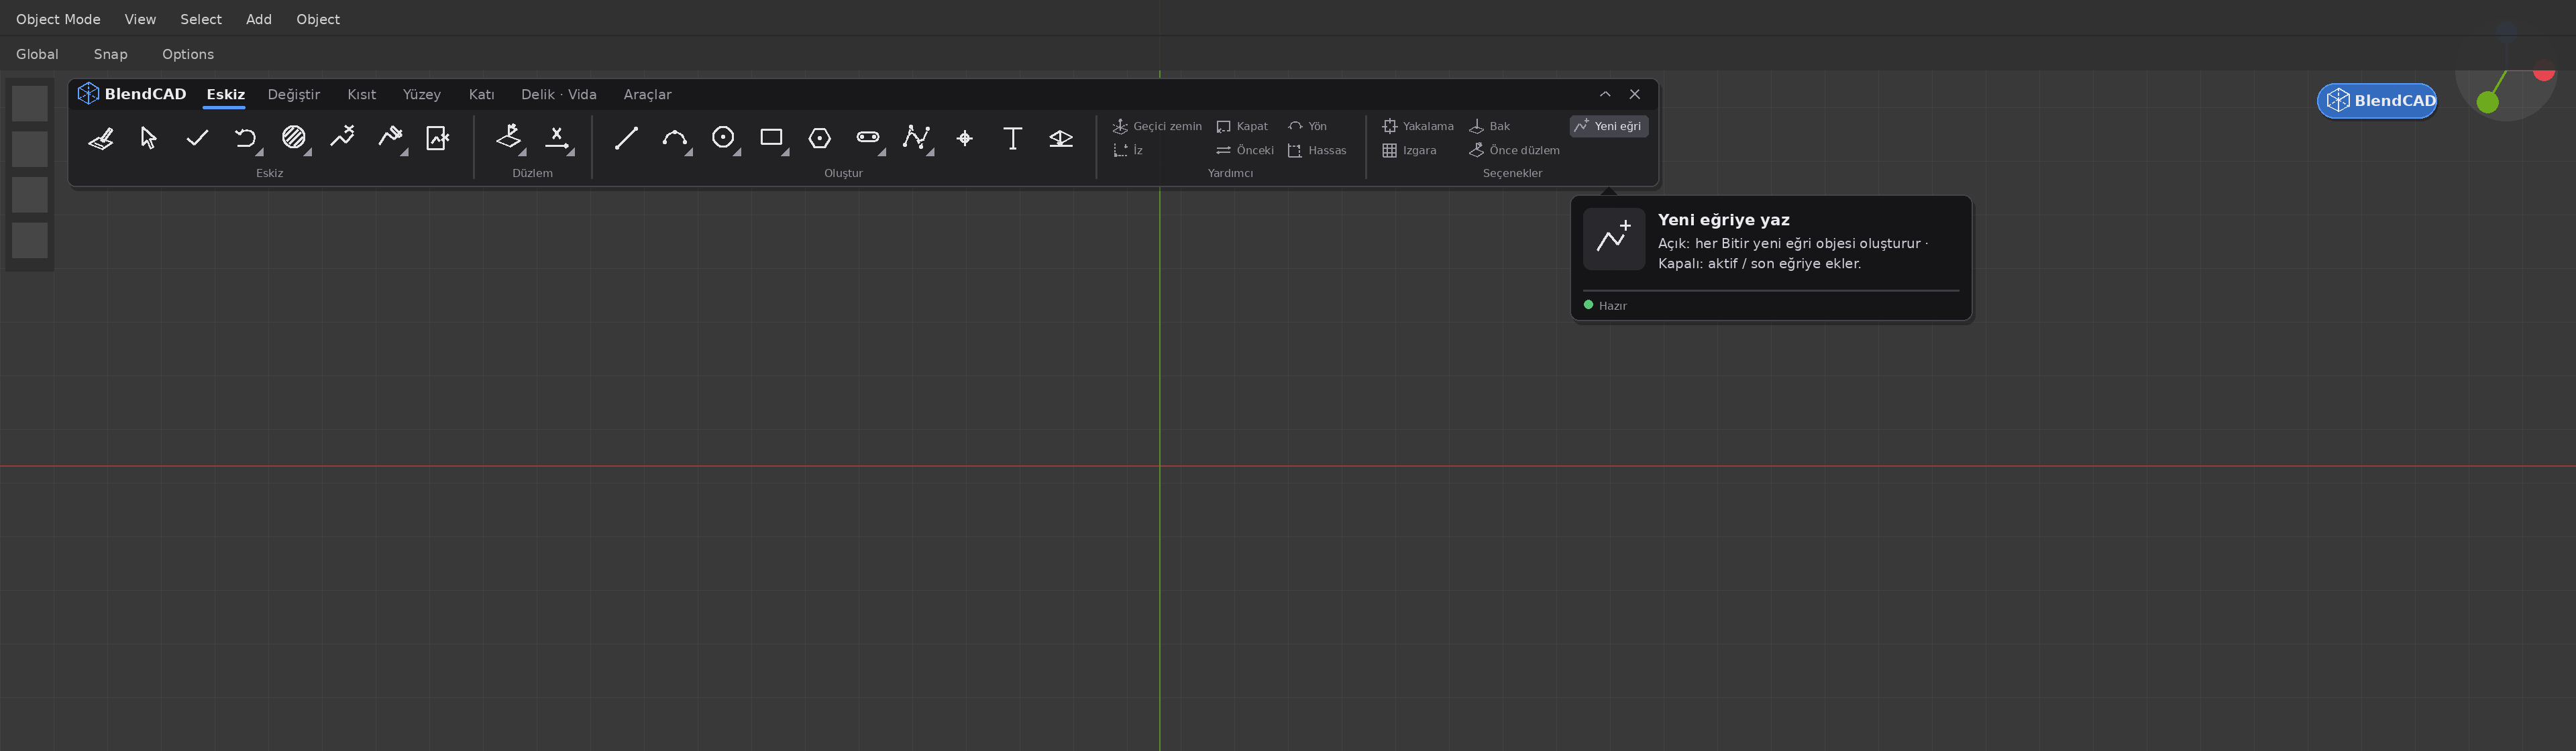 Object Mode View Select Add Object
Global Snap Options
BlendCAD Eskiz Değiştir Kısıt Yüzey Katı Delik · Vida Araçlar
BlendCAD
Geçici zemin Kapat Yön Yakalama Bak Yeni eğri
İz Önceki Hassas Izgara Önce düzlem
Eskiz Düzlem Oluştur Yardımcı Seçenekler
Yeni eğriye yaz
Açık: her Bitir yeni eğri objesi oluşturur ·
Kapalı: aktif / son eğriye ekler.
Hazır